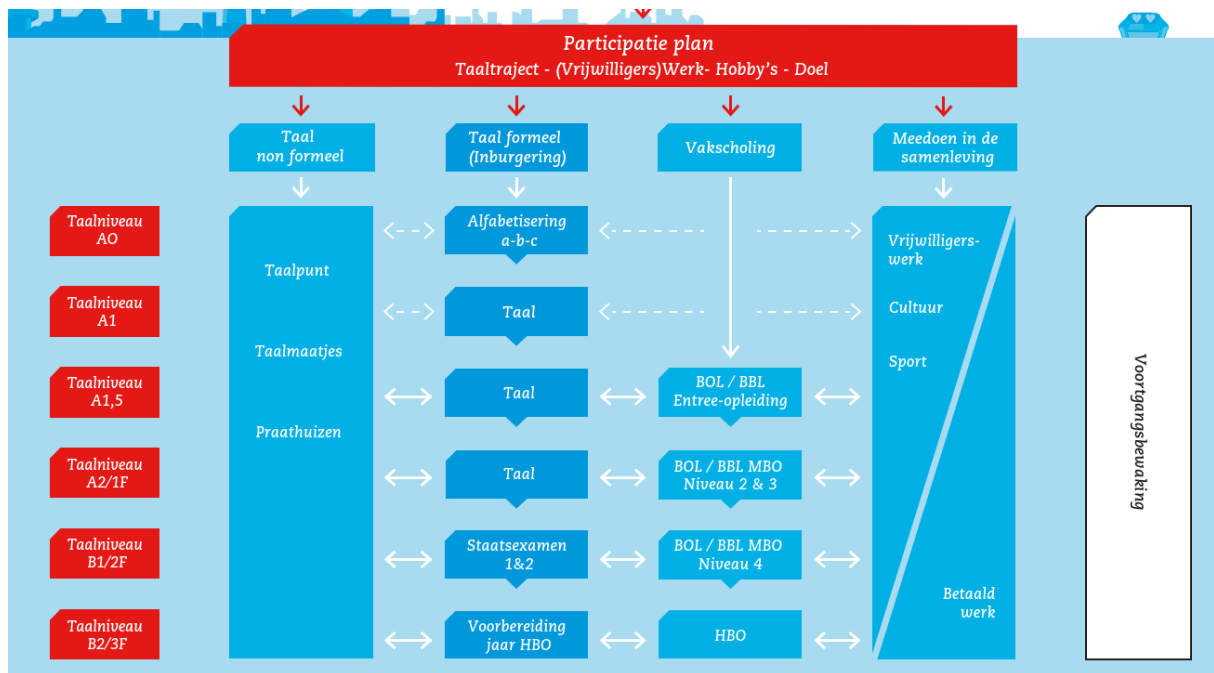 Participatie plan
Taaltraject - (Vrijwilligers)Werk- Hobby's - Doel
Taal
non formeel
Taal formeel
(Inburgering)
Vakscholing
Meedoen in de
samenleving
Taalniveau
AO
Alfabetisering
a-b-c
Vrijwilligers-
werk
Taalpunt
Taalniveau
A1
Taal
Cultuur
Taalmaatjes
Sport
Taalniveau
A1,5
Taal
BOL / BBL
Entree-opleiding
Praathuizen
Taalniveau
A2/1F
Taal
BOL / BBL MBO
Niveau 2 & 3
Taalniveau
B1/2F
Staatsexamen
1&2
BOL / BBL MBO
Niveau 4
Betaald
werk
Taalniveau
B2/3F
Voorbereiding
jaar HBO
HBO
Voortgangsbewaking